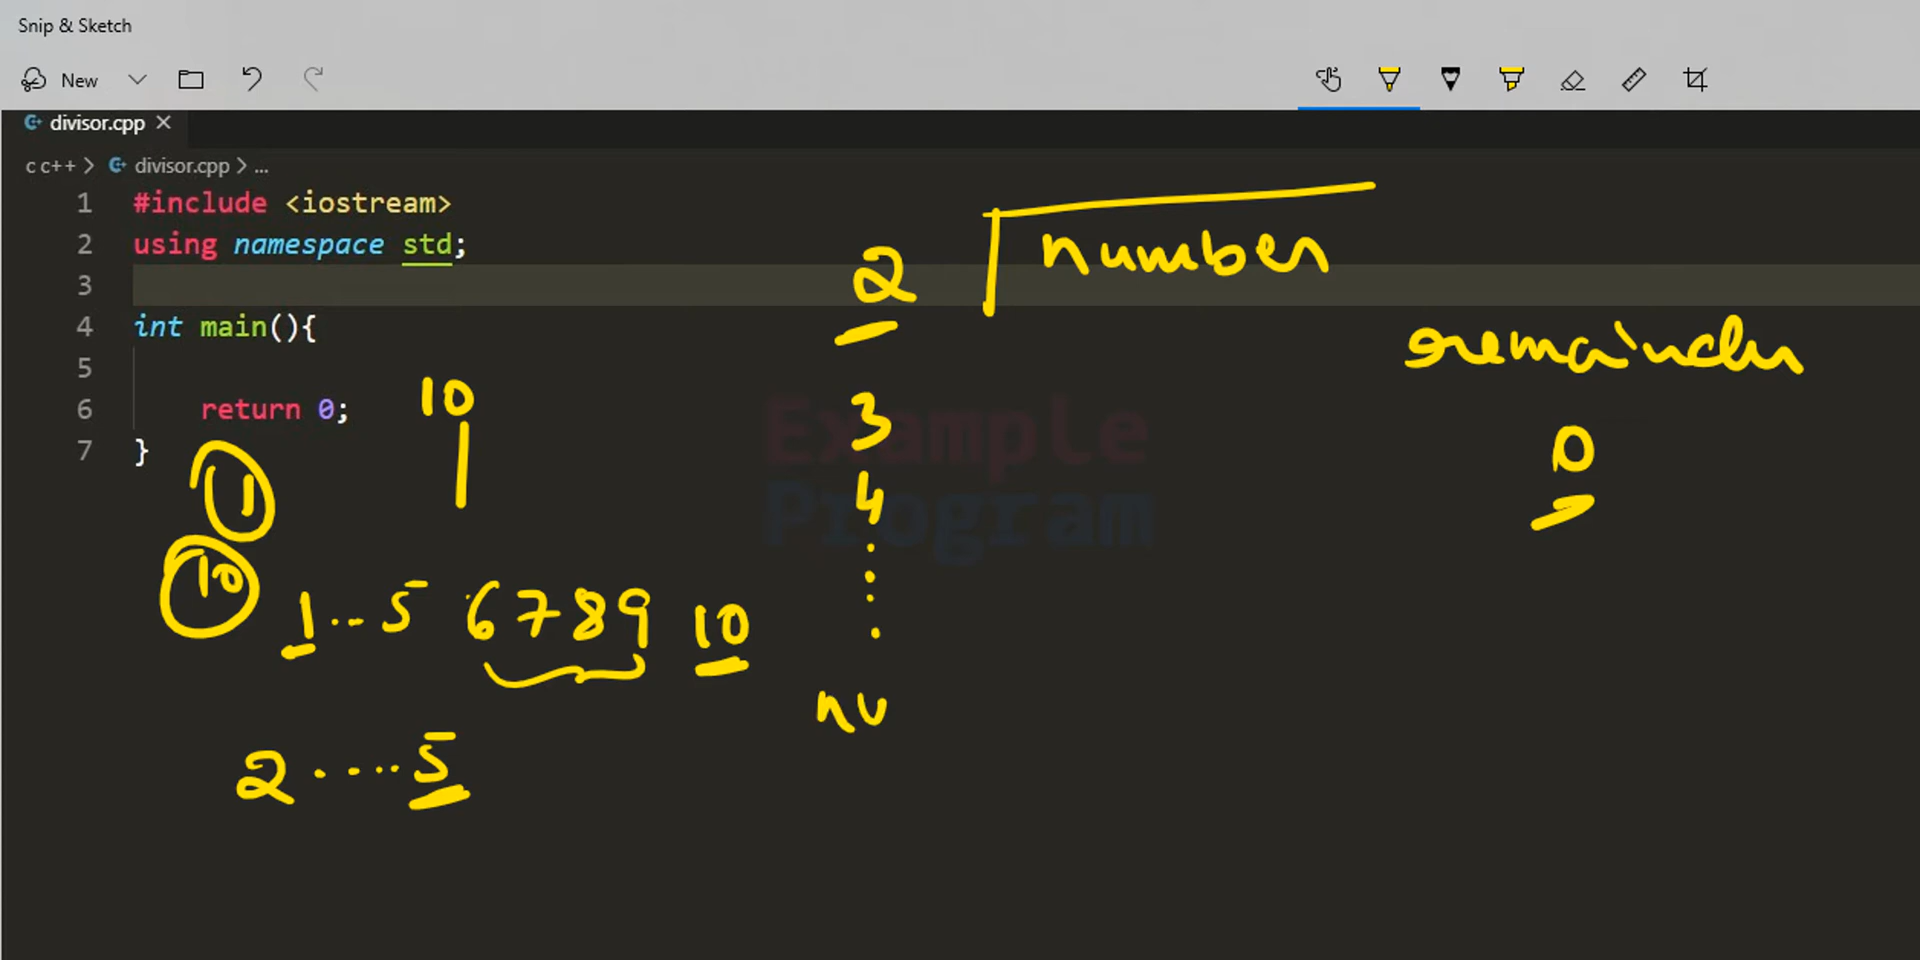 Snip & Sketch
New
divisor.cpp
c c++ > divisor.cpp > ...
1 #include <iostream>
2 using namespace std;
3
4 int main(){
5
6 return 0;
7 }
2 number
remainder
0
3
4
nu
10
1
10
1 .. 5 6 7 8 9 10
2 .... 5
Example
Program